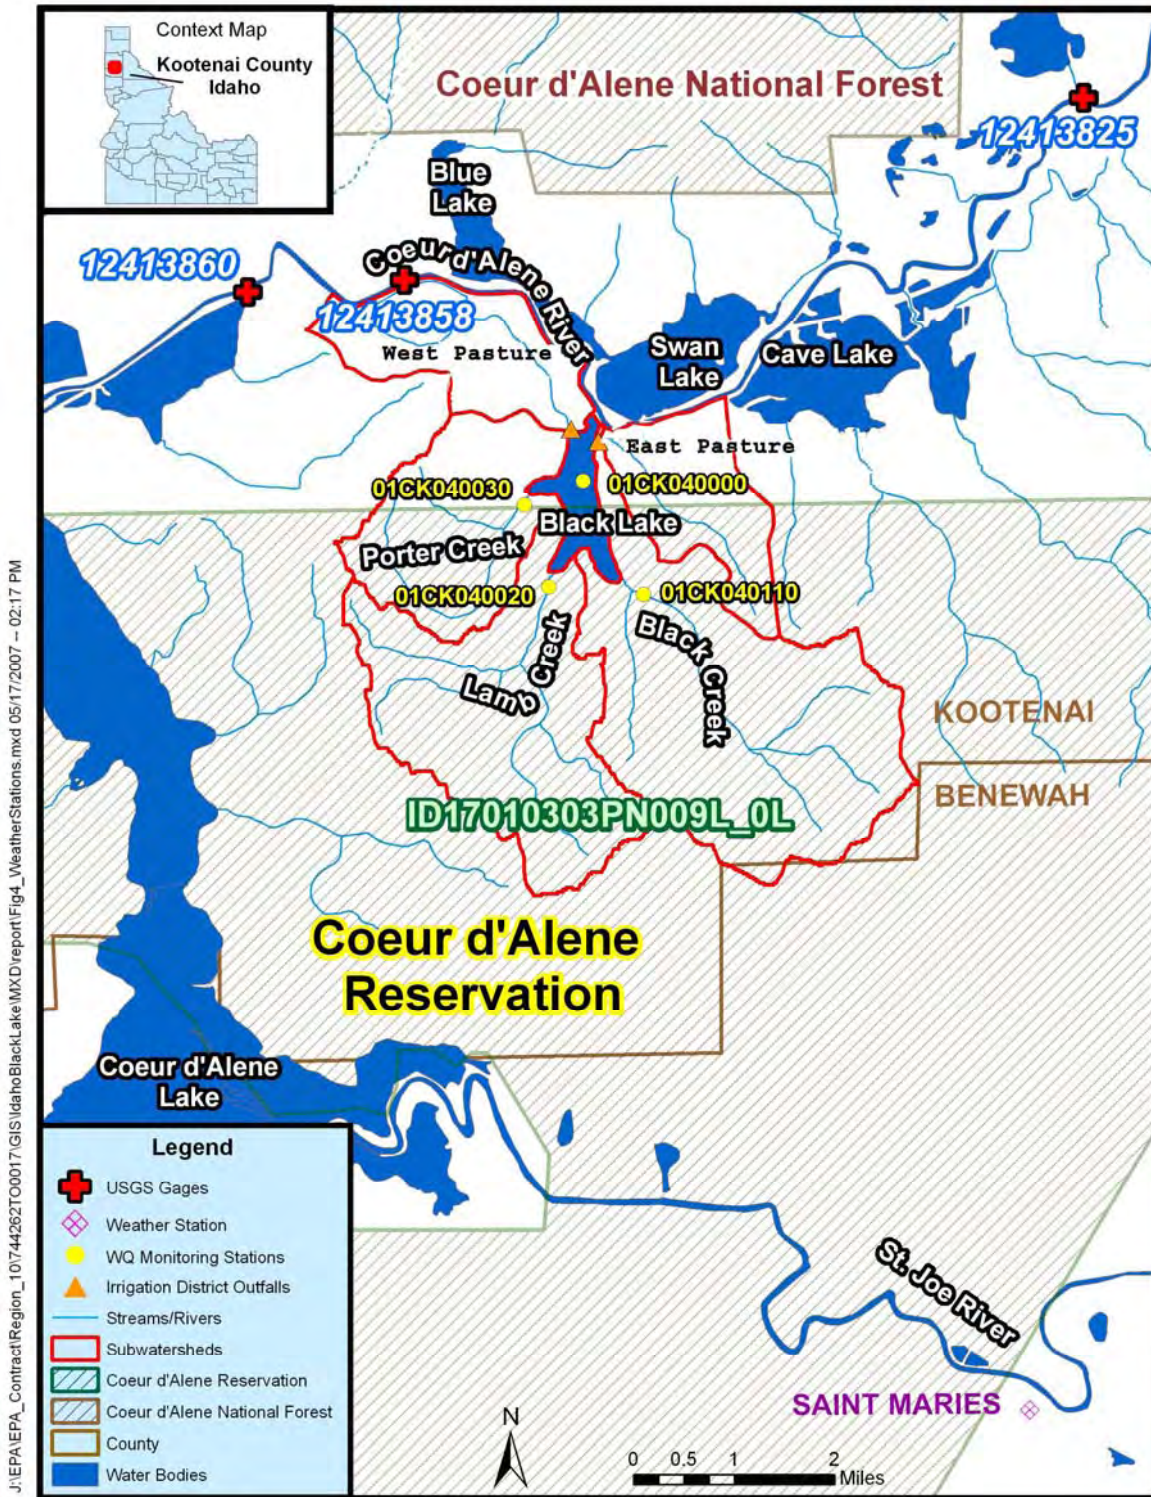 Context Map
Kootenai County
Idaho
Coeur d'Alene National Forest
12413825
Blue
Lake
12413860
Coeur d'Alene River
12413858
West Pasture
Swan
Lake
Cave Lake
East Pasture
01CK040030
01CK040000
Black Lake
Porter Creek
01CK040020
01CK040110
Lamb Creek
Black Creek
KOOTENAI
BENEWAH
ID17010303PN009L_0L
Coeur d'Alene
Reservation
Coeur d'Alene
Lake
St. Joe River
SAINT MARIES
Legend
USGS Gages
Weather Station
WQ Monitoring Stations
Irrigation District Outfalls
Streams/Rivers
Subwatersheds
Coeur d'Alene Reservation
Coeur d'Alene National Forest
County
Water Bodies
N
0 0.5 1 2
Miles
J:\EPA\EPA_Contract\Region_10\744262TO0017\GIS\IdahoBlackLake\MXD\report\Fig4_WeatherStations.mxd 05/17/2007 -- 02:17 PM